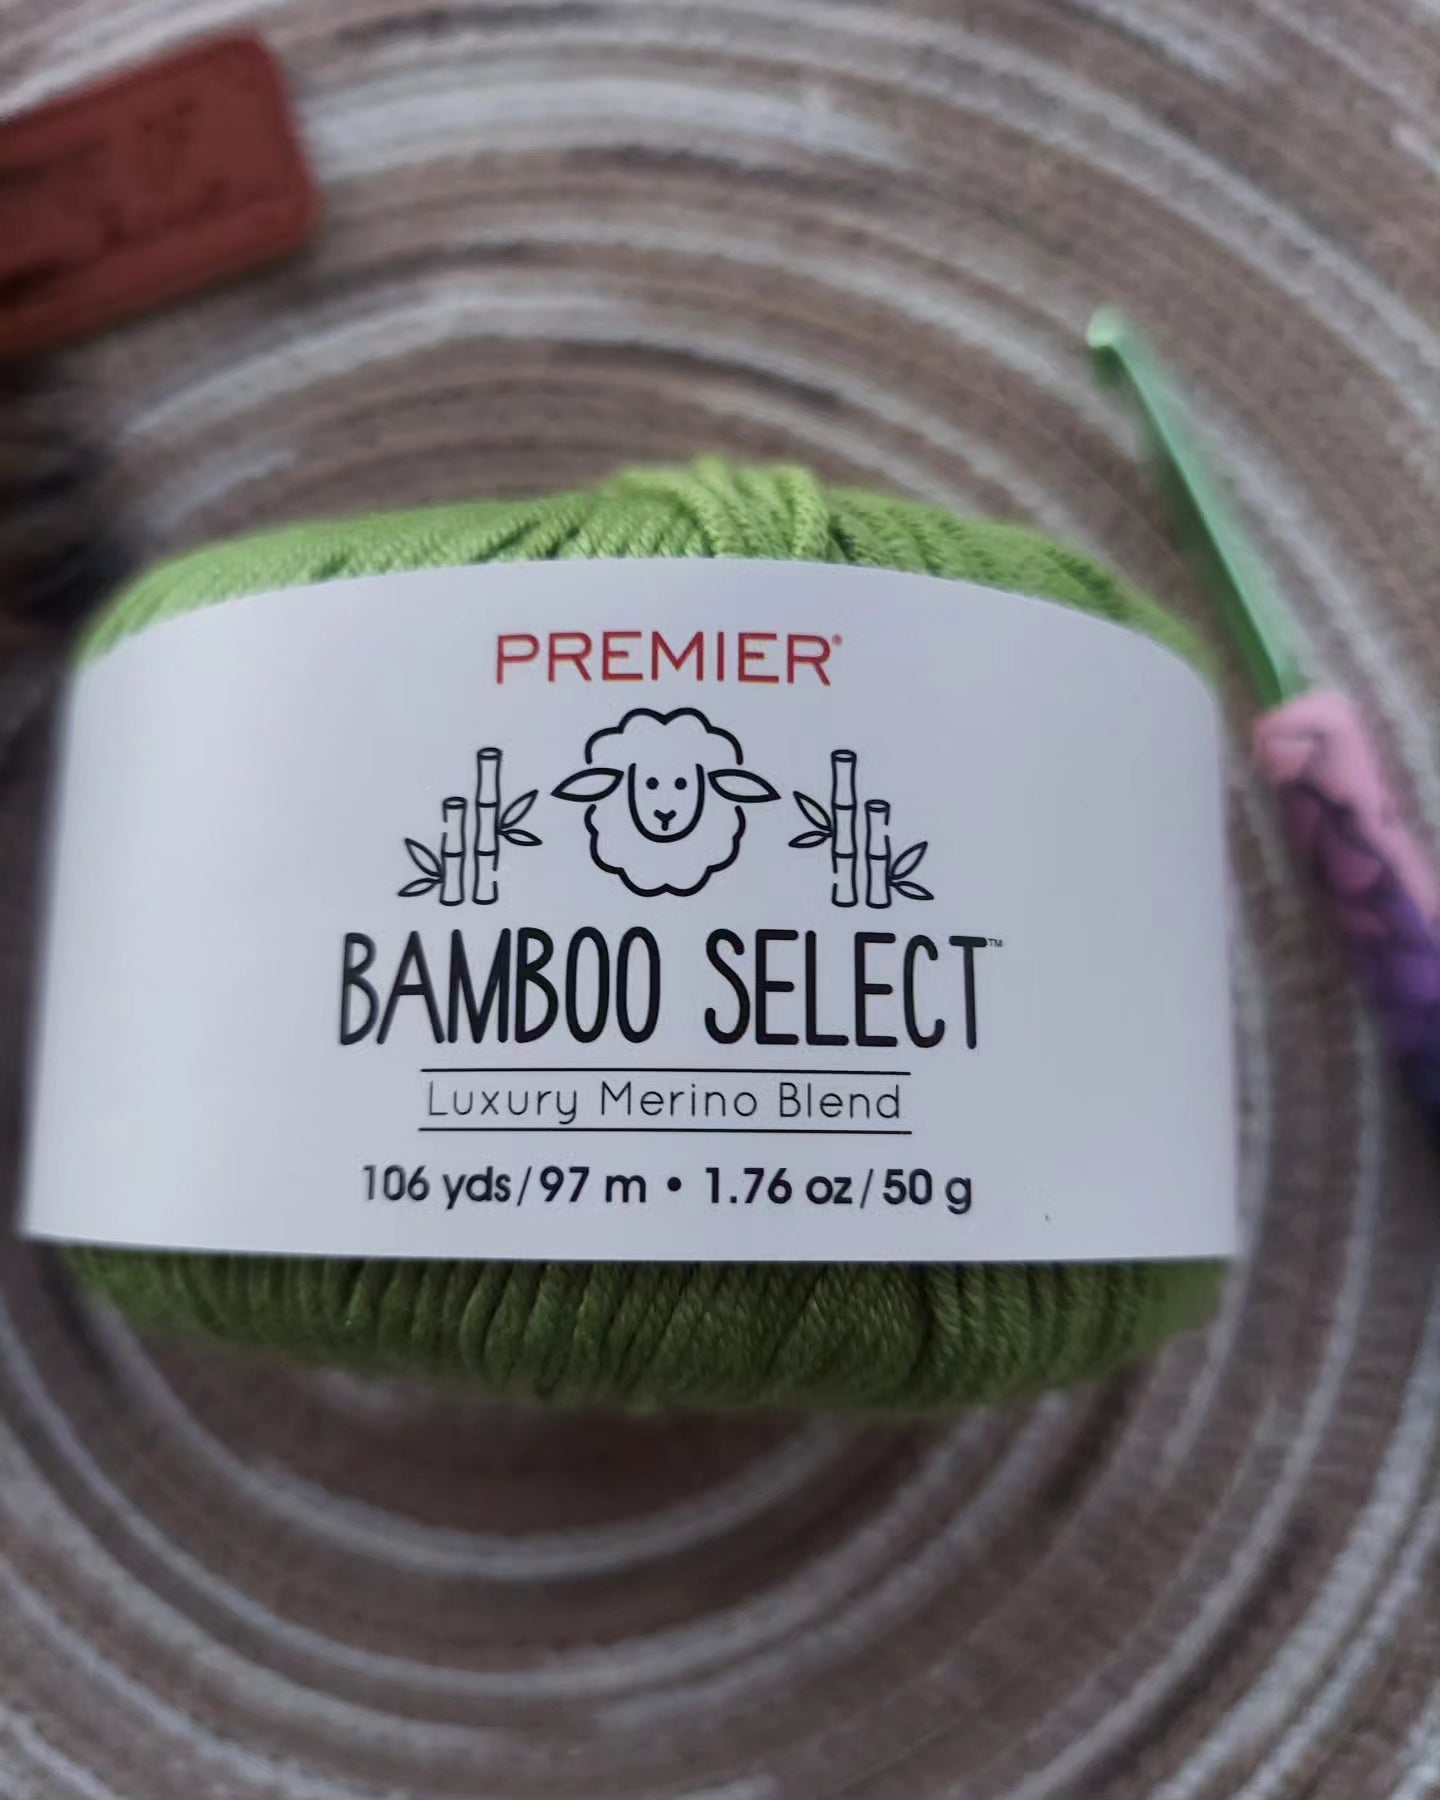 PREMIER®
BAMBOO SELECT™
Luxury Merino Blend
106 yds/97 m • 1.76 oz/50 g